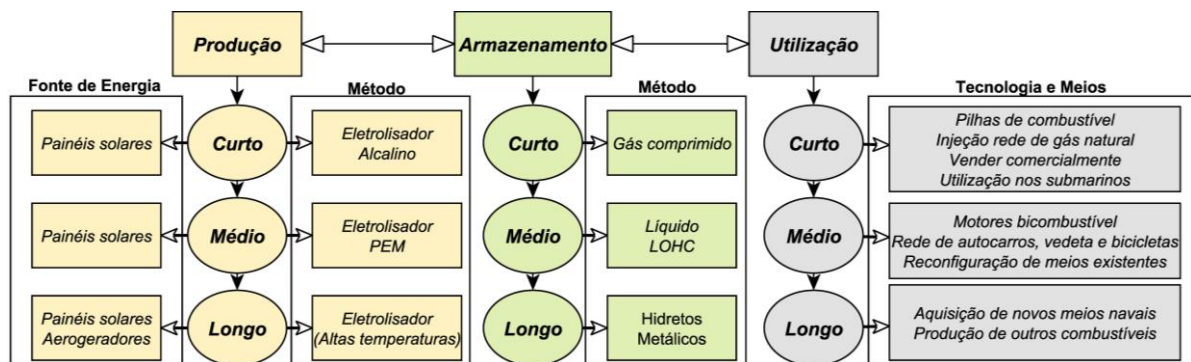 Produção
Armazenamento
Utilização
Fonte de Energia
Método
Método
Tecnologia e Meios
Painéis solares
Curto
Eletrolisador
Alcalino
Curto
Gás comprimido
Curto
Pilhas de combustível
Injeção rede de gás natural
Vender comercialmente
Utilização nos submarinos
Painéis solares
Médio
Eletrolisador
PEM
Médio
Líquido
LOHC
Médio
Motores bicombustível
Rede de autocarros, vedeta e bicicletas
Reconfiguração de meios existentes
Painéis solares
Aerogeradores
Longo
Eletrolisador
(Altas temperaturas)
Longo
Hidretos
Metálicos
Longo
Aquisição de novos meios navais
Produção de outros combustíveis